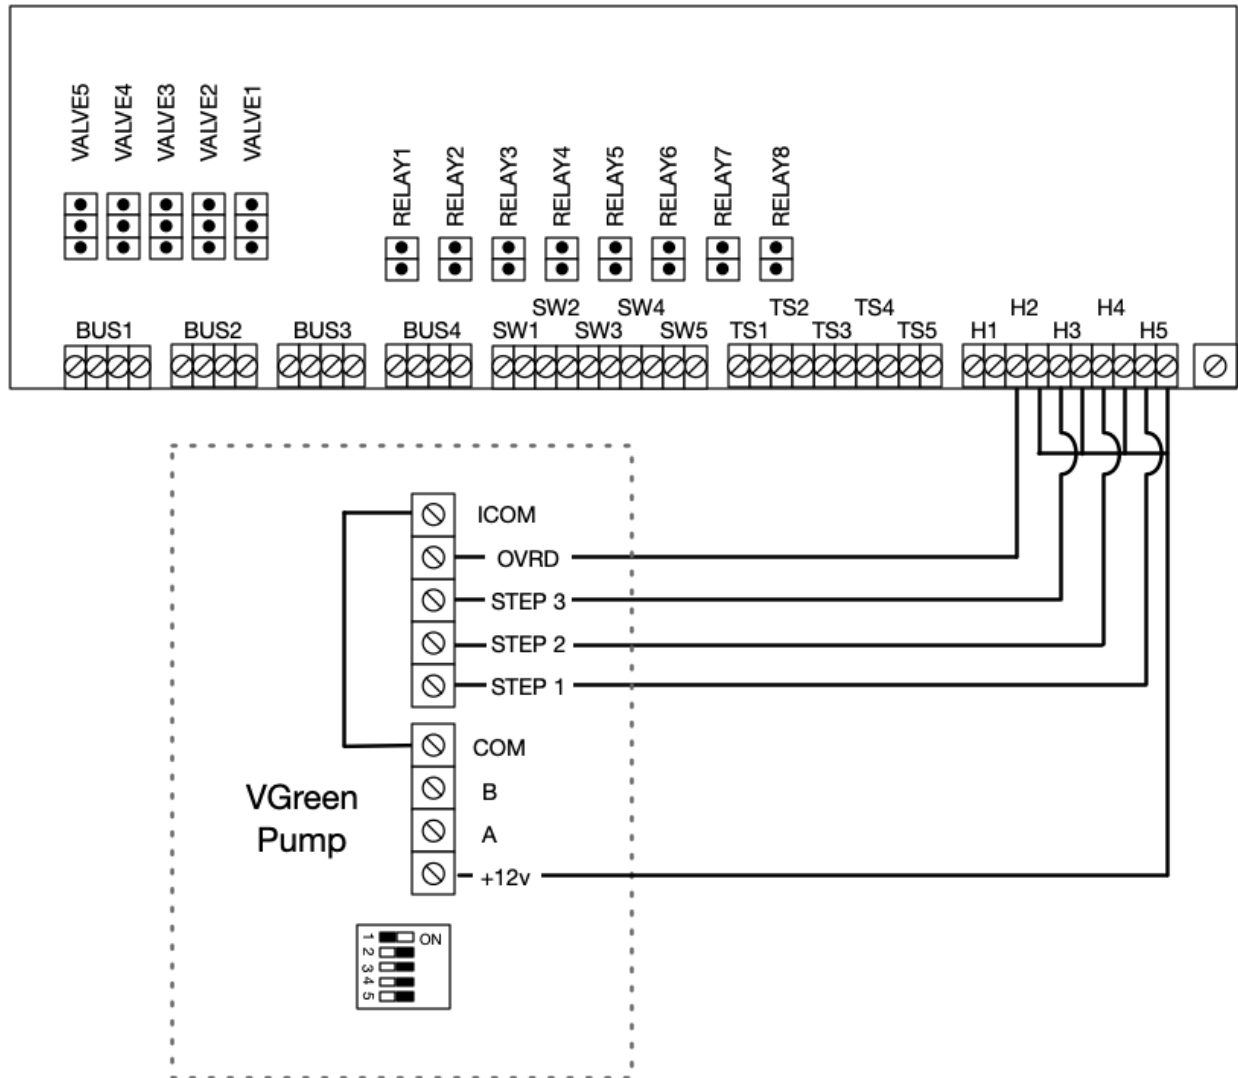 VALVE5
VALVE4
VALVE3
VALVE2
VALVE1
RELAY1
RELAY2
RELAY3
RELAY4
RELAY5
RELAY6
RELAY7
RELAY8
SW2 SW4 TS2 TS4 H2 H4
BUS1 BUS2 BUS3 BUS4 SW1 SW3 SW5 TS1 TS3 TS5 H1 H3 H5
ICOM
OVRD
STEP 3
STEP 2
STEP 1
COM
B
A
+12v
VGreen
Pump
1 ON
2
3
4
5